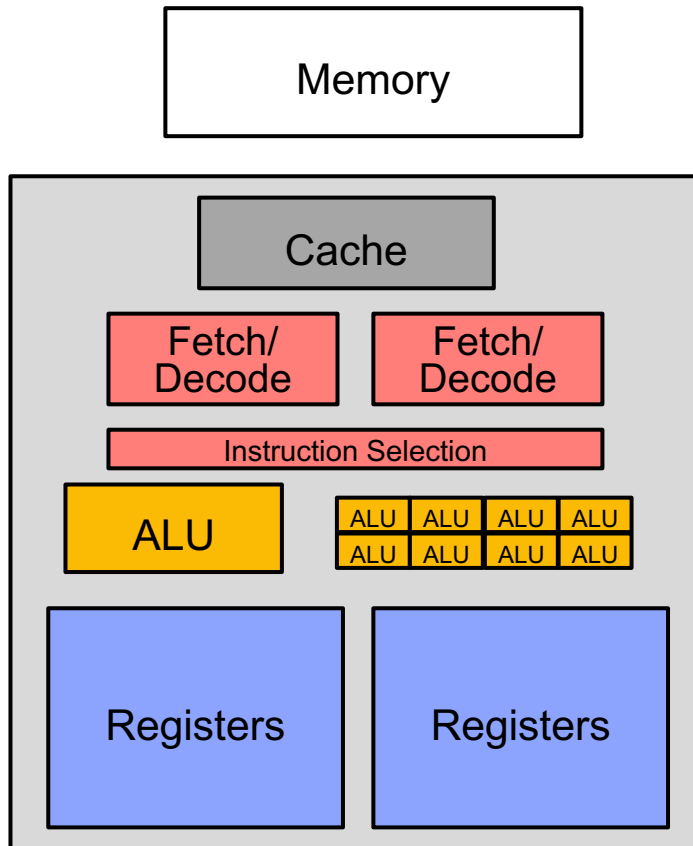 Memory
Cache
Fetch/
Decode
Fetch/
Decode
Instruction Selection
ALU
ALU ALU ALU ALU
ALU ALU ALU ALU
Registers
Registers